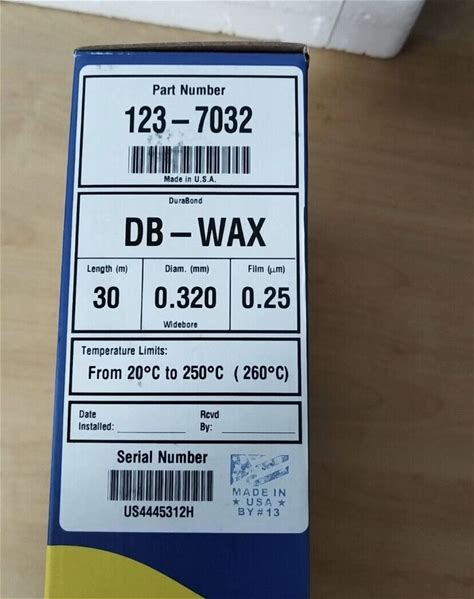 Part Number
123-7032
Made in U.S.A.
DuraBond
DB-WAX
Length (m) Diam. (mm) Film (µm)
30 0.320 0.25
Widebore
Temperature Limits:
From 20°C to 250°C (260°C)
Date Rcvd
Installed: By:
Serial Number
US4445312H
MADE IN
★ USA ★
BY #13